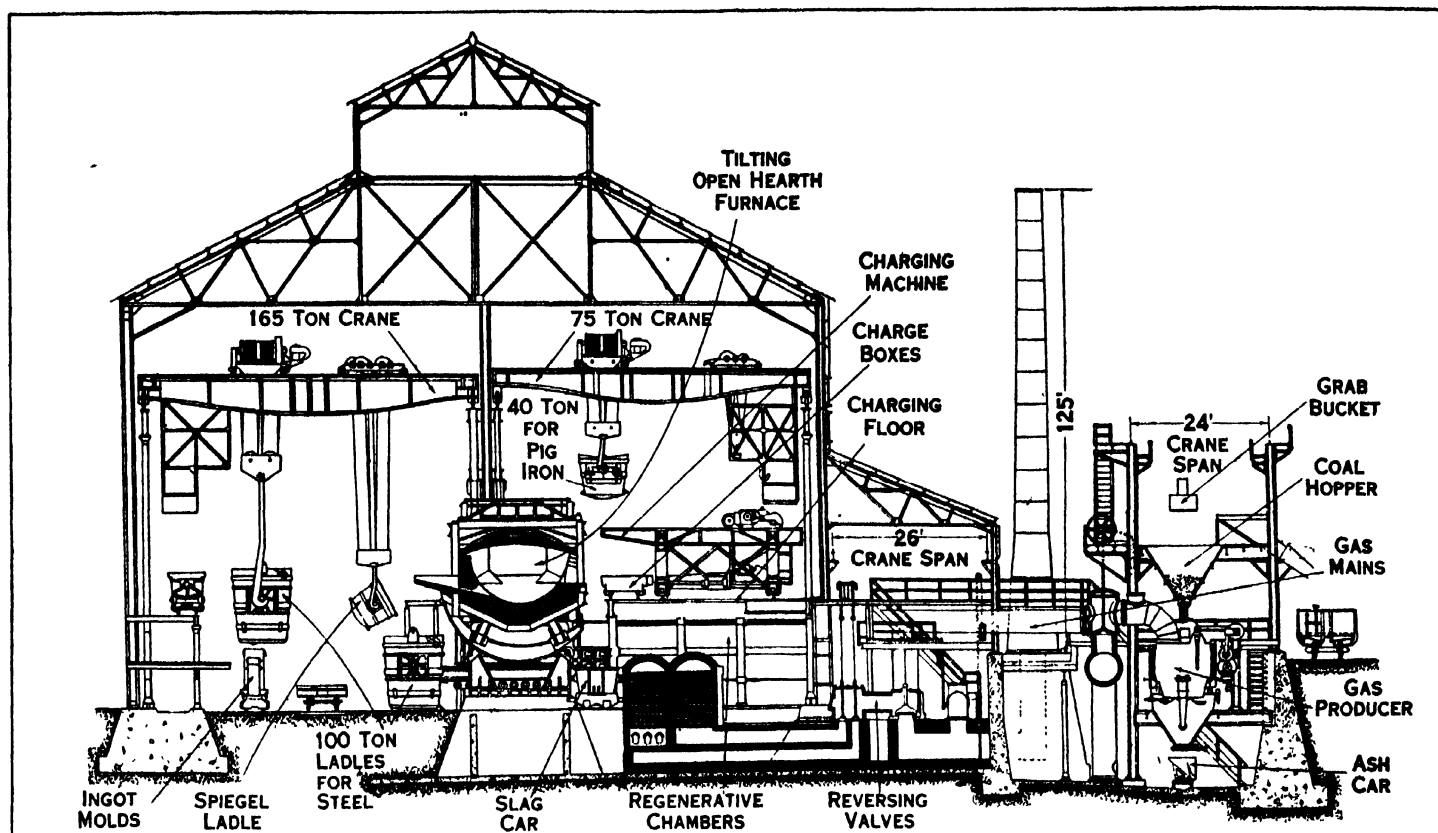 TILTING
OPEN HEARTH
FURNACE
CHARGING
MACHINE
165 TON CRANE
75 TON CRANE
CHARGE
BOXES
40 TON
FOR
PIG
IRON
CHARGING
FLOOR
125'
GRAB
BUCKET
24'
CRANE
SPAN
COAL
HOPPER
26'
CRANE SPAN
GAS
MAINS
GAS
PRODUCER
100 TON
LADLES
FOR
STEEL
ASH
CAR
INGOT
MOLDS
SPIEGEL
LADLE
SLAG
CAR
REGENERATIVE
CHAMBERS
REVERSING
VALVES